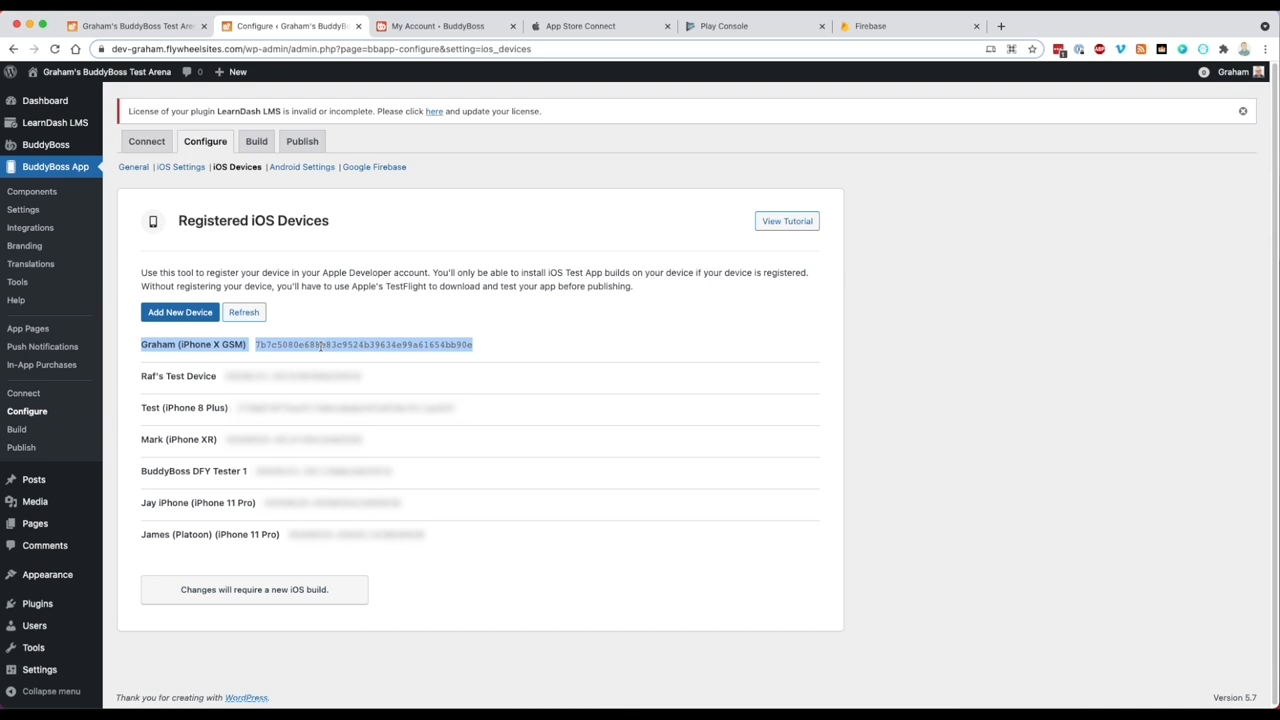 Graham's BuddyBoss Test Aren
Configure ‹ Graham's BuddyB
My Account - BuddyBoss
App Store Connect
Play Console
Firebase
dev-graham.flywheelsites.com/wp-admin/admin.php?page=bbapp-configure&setting=ios_devices
Graham's BuddyBoss Test Arena 0 New Graham
Dashboard
LearnDash LMS
BuddyBoss
BuddyBoss App
Components
Settings
Integrations
Branding
Translations
Tools
Help
App Pages
Push Notifications
In-App Purchases
Connect
Configure
Build
Publish
Posts
Media
Pages
Comments
Appearance
Plugins
Users
Tools
Settings
Collapse menu
License of your plugin LearnDash LMS is invalid or incomplete. Please click here and update your license.
Connect Configure Build Publish
General | iOS Settings | iOS Devices | Android Settings | Google Firebase
Registered iOS Devices
View Tutorial
Use this tool to register your device in your Apple Developer account. You'll only be able to install iOS Test App builds on your device if your device is registered.
Without registering your device, you'll have to use Apple's TestFlight to download and test your app before publishing.
Add New Device Refresh
Graham (iPhone X GSM)
Raf's Test Device
Test (iPhone 8 Plus)
Mark (iPhone XR)
BuddyBoss DFY Tester 1
Jay iPhone (iPhone 11 Pro)
James (Platoon) (iPhone 11 Pro)
Changes will require a new iOS build.
Thank you for creating with WordPress.
Version 5.7